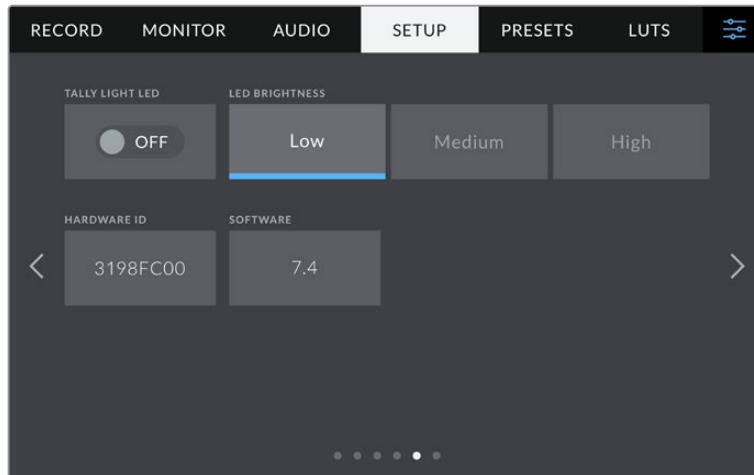 RECORD MONITOR AUDIO SETUP PRESETS LUTS
TALLY LIGHT LED LED BRIGHTNESS
OFF Low Medium High
HARDWARE ID SOFTWARE
3198FC00 7.4